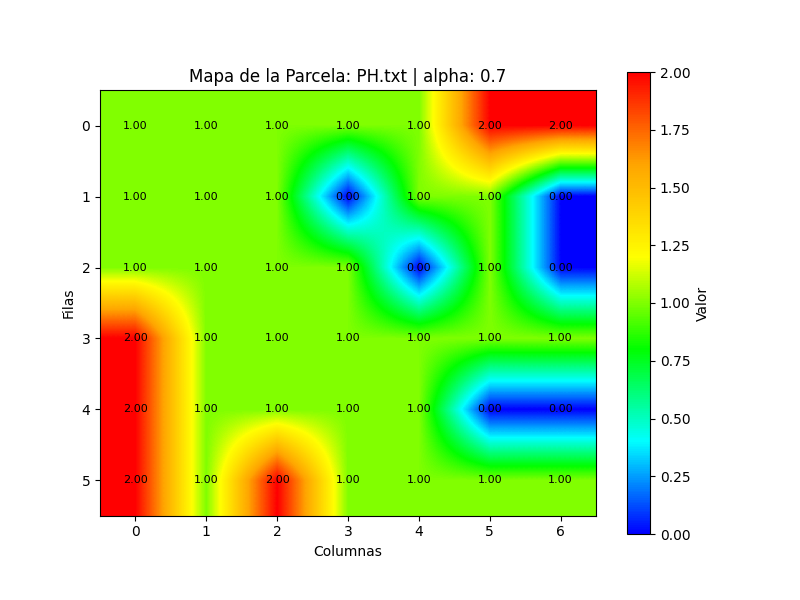 Mapa de la Parcela: PH.txt | alpha: 0.7
2.00
0 1.00 1.00 1.00 1.00 1.00 2.00 2.00
1.75
1 1.00 1.00 1.00 0.00 1.00 1.00 0.00
1.50
1.25
2 1.00 1.00 1.00 1.00 0.00 1.00 0.00
Filas
1.00
Valor
3 2.00 1.00 1.00 1.00 1.00 1.00 1.00
0.75
4 2.00 1.00 1.00 1.00 1.00 0.00 0.00
0.50
5 2.00 1.00 2.00 1.00 1.00 1.00 1.00
0.25
0 1 2 3 4 5 6
0.00
Columnas